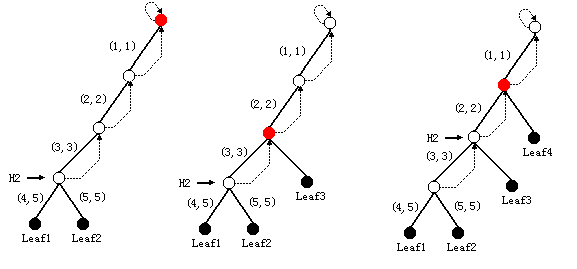 (1, 1)
(2, 2)
(3, 3)
H2
(4, 5)
(5, 5)
Leaf1
Leaf2
(1, 1)
(2, 2)
(3, 3)
H2
Leaf3
(4, 5)
(5, 5)
Leaf1
Leaf2
(1, 1)
(2, 2)
H2
Leaf4
(3, 3)
Leaf3
(4, 5)
(5, 5)
Leaf1
Leaf2